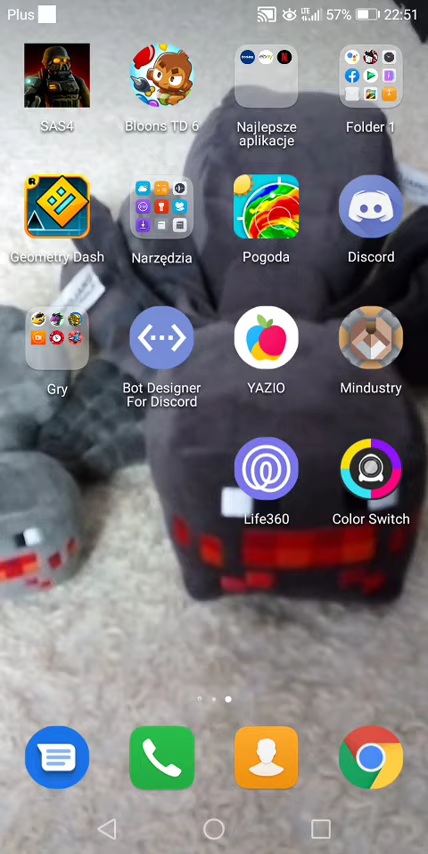 Plus
57%
22:51
SAS4
Bloons TD 6
Najlepsze
aplikacje
Folder 1
Geometry Dash
Narzędzia
Pogoda
Discord
Gry
Bot Designer
For Discord
YAZIO
Mindustry
Life360
Color Switch